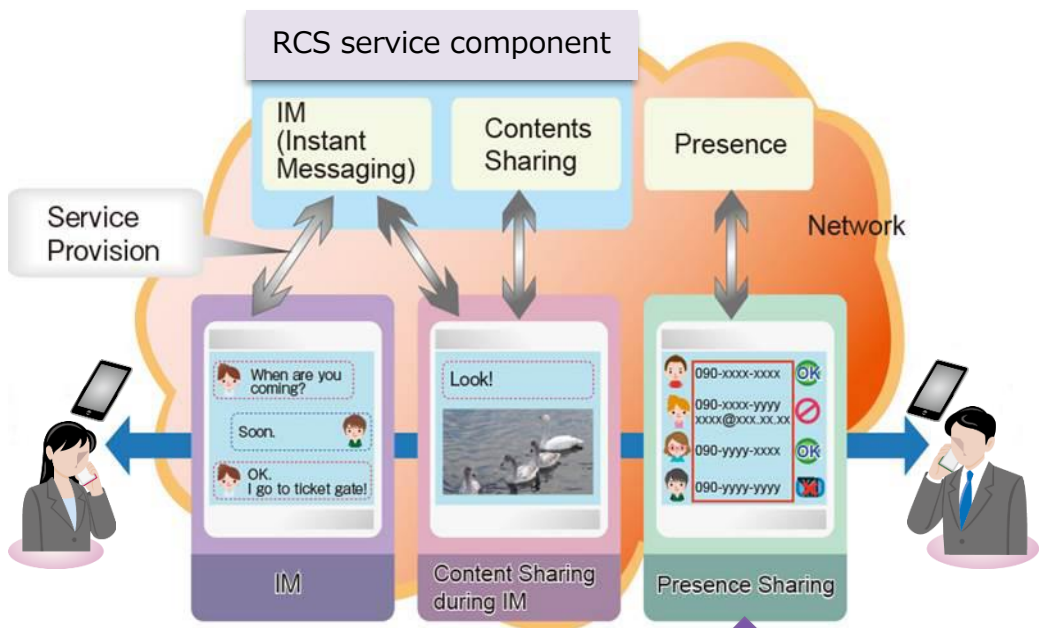 RCS service component
IM
(Instant
Messaging)
Contents
Sharing
Presence
Service
Provision
Network
When are you
coming?
Soon.
OK.
I go to ticket gate!
Look!
090-xxxx-xxxx
OK
090-xxxx-yyyy
xxxx@xxx.xx.xx
090-yyyy-xxxx
OK
090-yyyy-yyyy
IM
Content Sharing
during IM
Presence Sharing